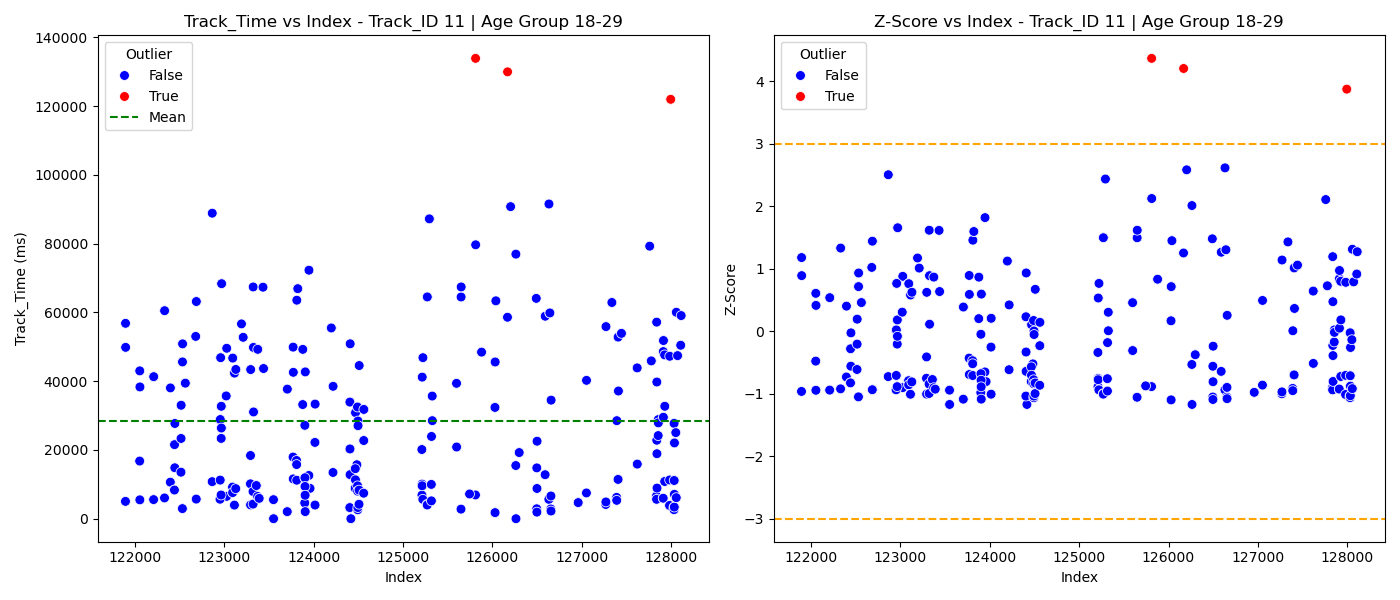 Track_Time vs Index - Track_ID 11 | Age Group 18-29
Outlier
False
True
Mean
140000
120000
100000
80000
60000
40000
20000
0
Track_Time (ms)
122000 123000 124000 125000 126000 127000 128000
Index
Z-Score vs Index - Track_ID 11 | Age Group 18-29
Outlier
False
True
4
3
2
1
0
−1
−2
−3
Z-Score
122000 123000 124000 125000 126000 127000 128000
Index